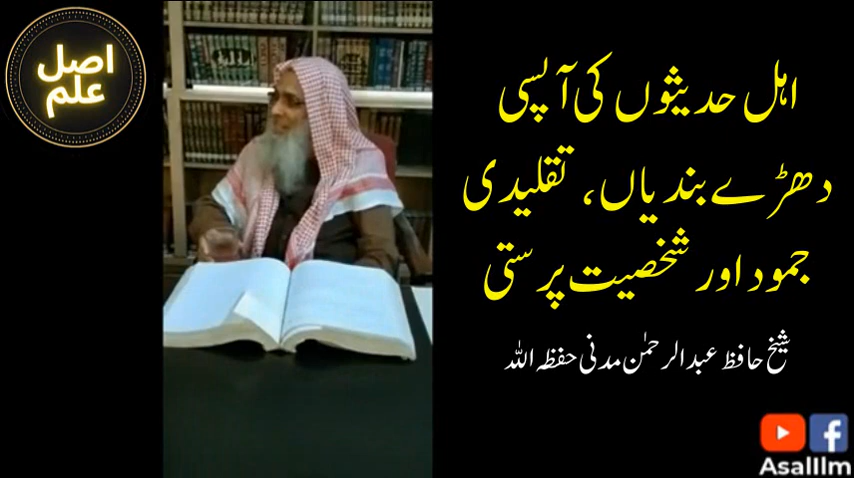 اصل
علم
اہل حدیثوں کی آپسی
دھڑے بندیاں، تقلیدی
جمود اور شخصیت پرستی
شیخ حافظ عبدالرحمٰن مدنی حفظہ اللہ
AsalIlm